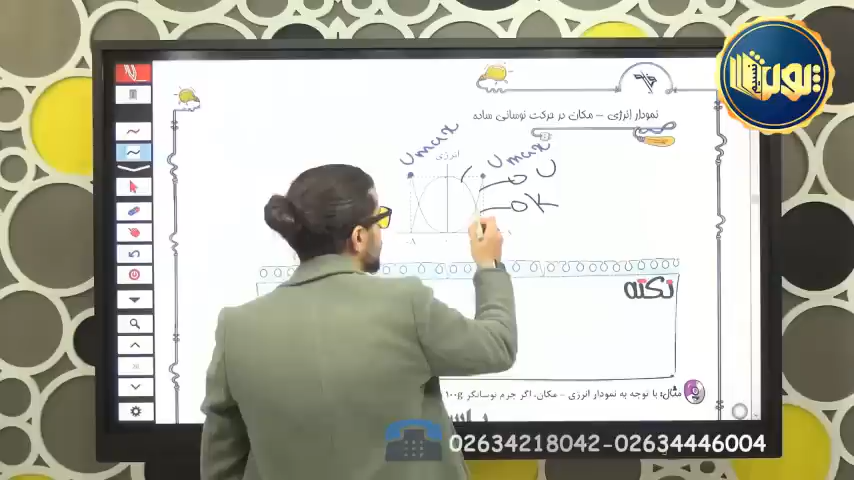 نمودار انرژی – مکان در حرکت نوسانی ساده
Umax
انرژی
Umax
U
K
نکته
مثال: با توجه به نمودار انرژی – مکان، اگر جرم نوسانگر 100g
02634218042-02634446004